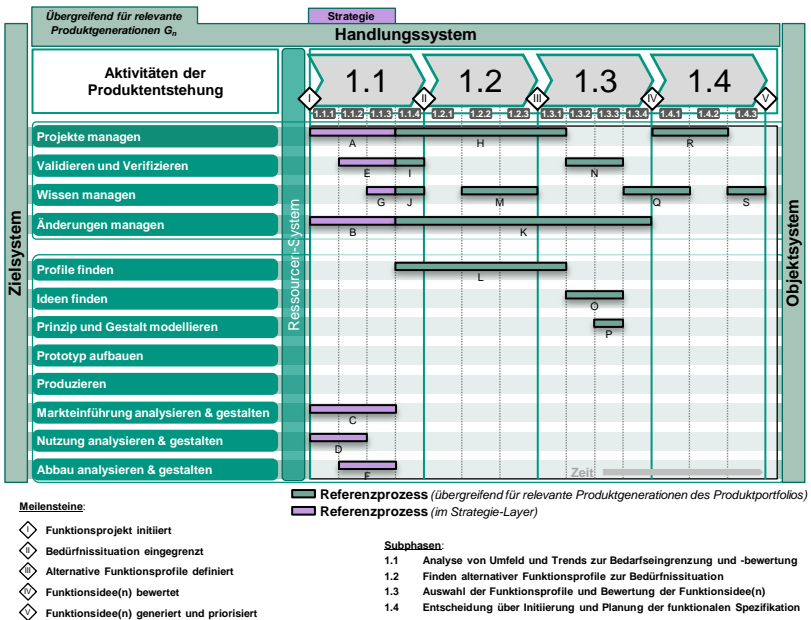 Übergreifend für relevante
Produktgenerationen Gn
Strategie
Handlungssystem
Zielsystem
Ressourcen-System
Objektsystem
Aktivitäten der
Produktentstehung
1.1
1.2
1.3
1.4
I
II
III
IV
V
1.1.1 1.1.2 1.1.3 1.1.4 1.2.1 1.2.2 1.2.3 1.3.1 1.3.2 1.3.3 1.3.4 1.4.1 1.4.2 1.4.3
Projekte managen
A H R
Validieren und Verifizieren
E I N
Wissen managen
G J M Q S
Änderungen managen
B K
Profile finden
L
Ideen finden
O
Prinzip und Gestalt modellieren
P
Prototyp aufbauen
Produzieren
Markteinführung analysieren & gestalten
C
Nutzung analysieren & gestalten
D
Abbau analysieren & gestalten
F
Zeit
Referenzprozess (übergreifend für relevante Produktgenerationen des Produktportfolios)
Referenzprozess (im Strategie-Layer)
Meilensteine:
I Funktionsprojekt initiiert
II Bedürfnissituation eingegrenzt
III Alternative Funktionsprofile definiert
IV Funktionsidee(n) bewertet
V Funktionsidee(n) generiert und priorisiert
Subphasen:
1.1 Analyse von Umfeld und Trends zur Bedarfseingrenzung und -bewertung
1.2 Finden alternativer Funktionsprofile zur Bedürfnissituation
1.3 Auswahl der Funktionsprofile und Bewertung der Funktionsidee(n)
1.4 Entscheidung über Initiierung und Planung der funktionalen Spezifikation